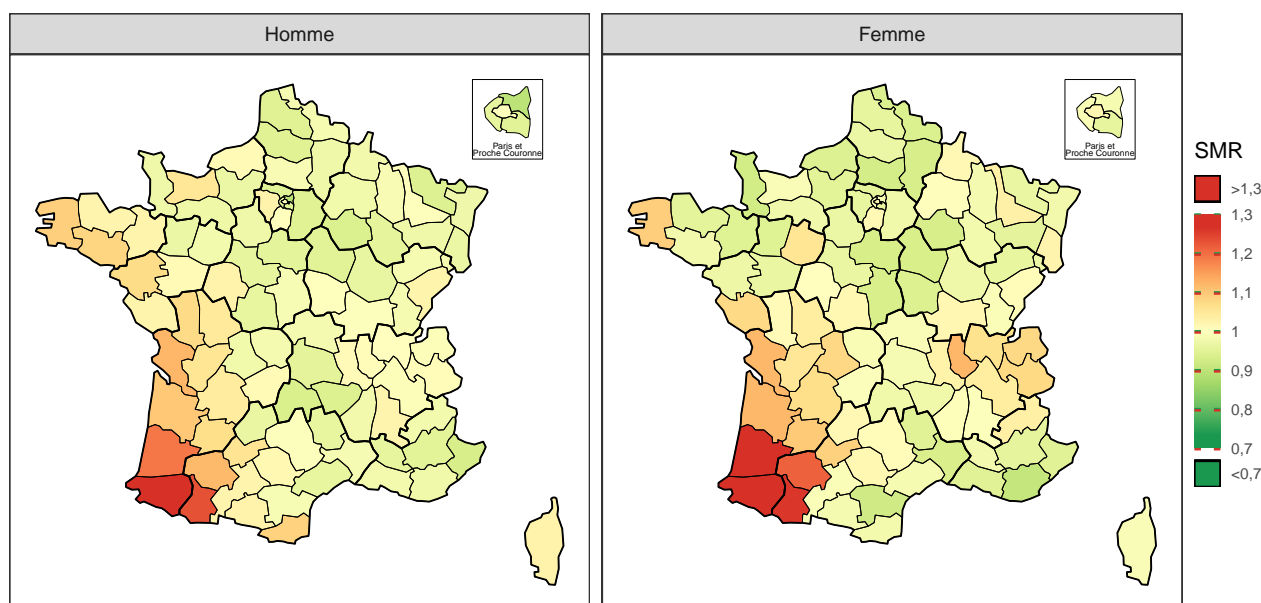 Homme
Femme
Paris et
Proche Couronne
Paris et
Proche Couronne
SMR
>1,3
1,3
1,2
1,1
1
0,9
0,8
0,7
<0,7